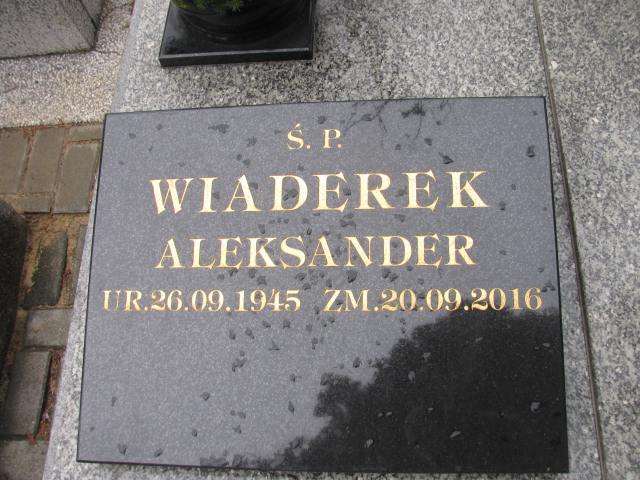 Ś. P.
WIADEREK
ALEKSANDER
UR.26.09.1945 ZM.20.09.2016